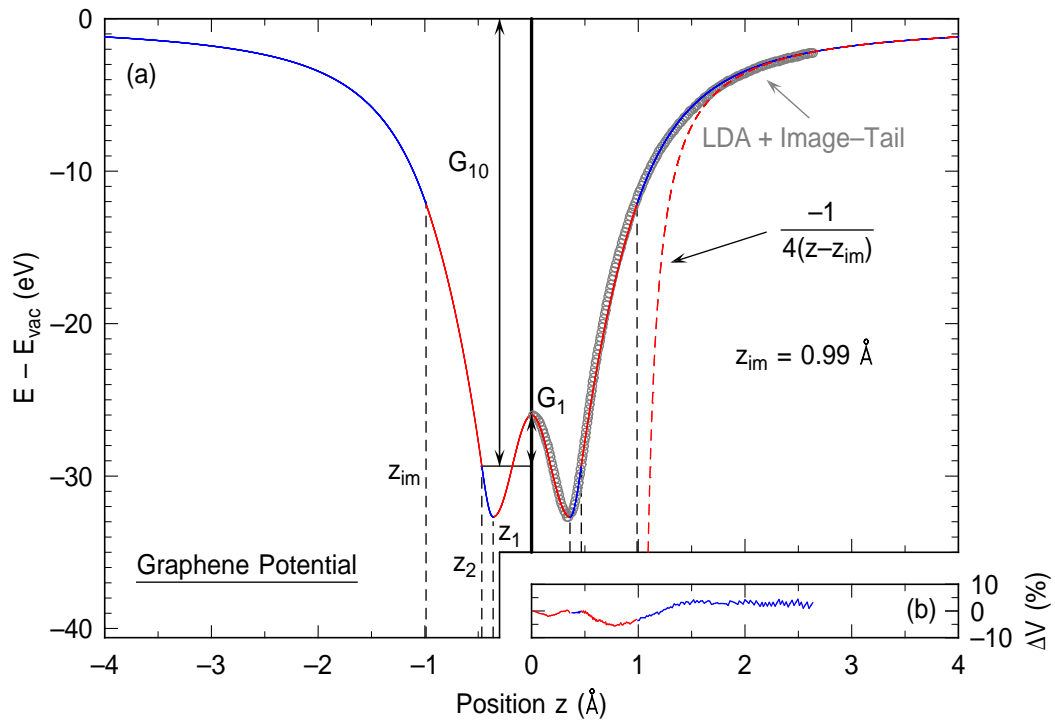 (a)
G10
G1
LDA + Image–Tail
–1
4(z–zim)
zim = 0.99 Å
zim
z1
z2
Graphene Potential
(b)
E – Evac (eV)
0
–10
–20
–30
–40
10
0
–10
ΔV (%)
–4
–3
–2
–1
0
1
2
3
4
Position z (Å)